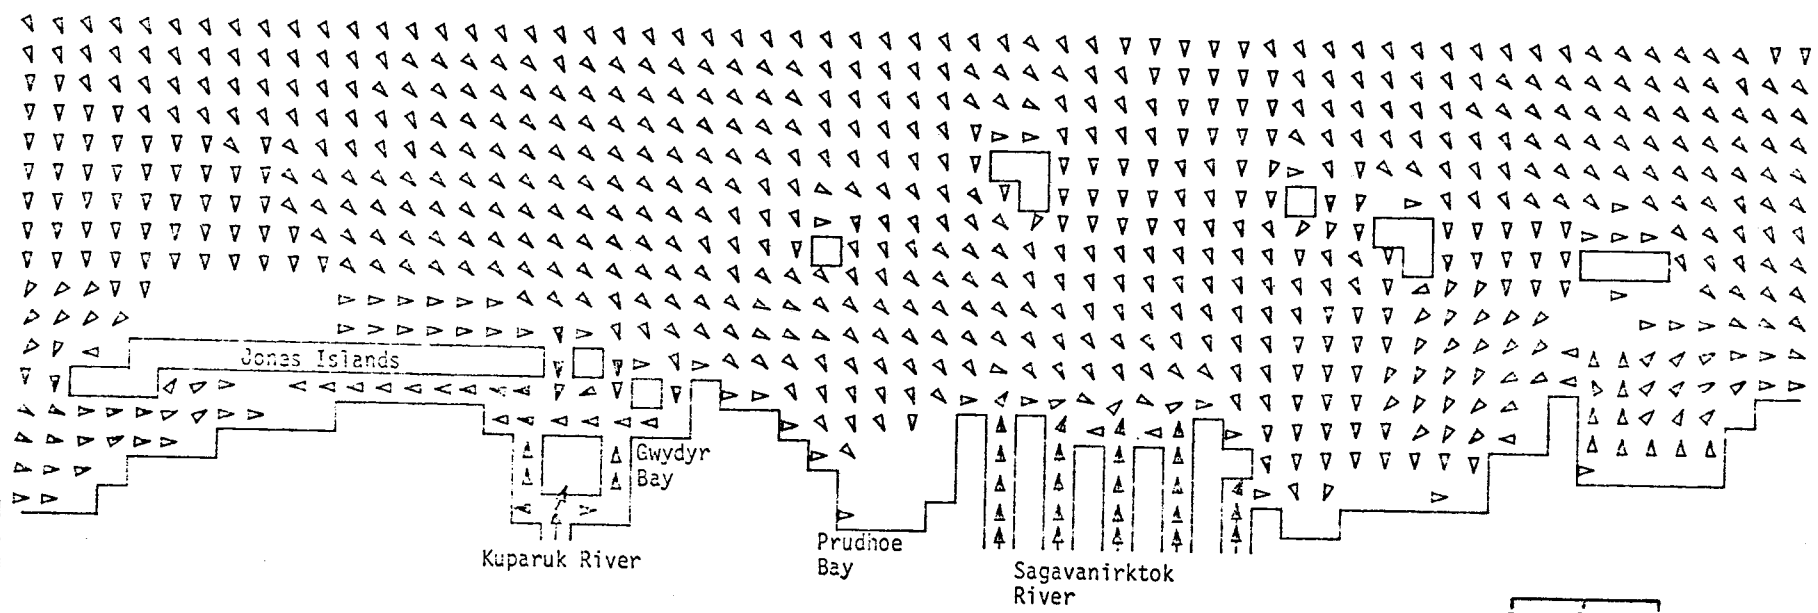 Jones Islands
Gwydyr
Bay
Kuparuk River
Prudhoe
Bay
Sagavanirktok
River